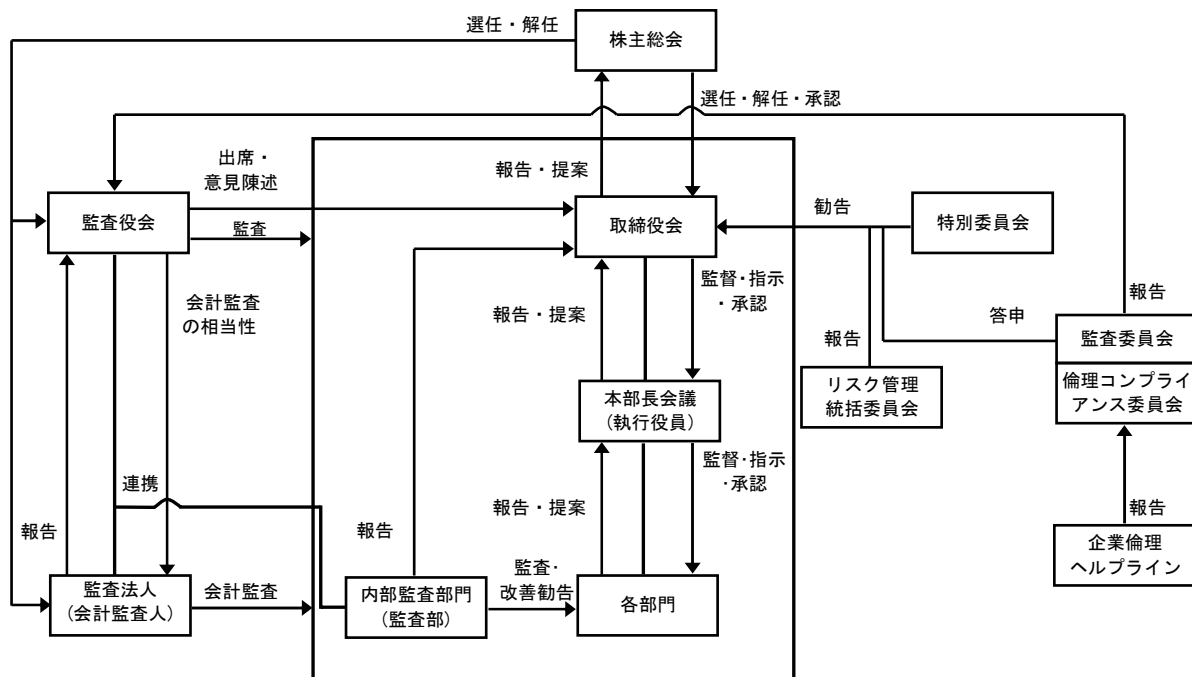 選任・解任
株主総会
選任・解任・承認
出席・
意見陳述
報告・提案
監査役会
監査
取締役会
勧告
特別委員会
会計監査
の相当性
監督・指示
・承認
報告・提案
報告
答申
報告
監査委員会
倫理コンプライ
アンス委員会
リスク管理
統括委員会
本部長会議
(執行役員)
連携
監督・指示
・承認
報告・提案
報告
報告
報告
企業倫理
ヘルプライン
監査法人
(会計監査人)
会計監査
内部監査部門
(監査部)
監査・
改善勧告
各部門